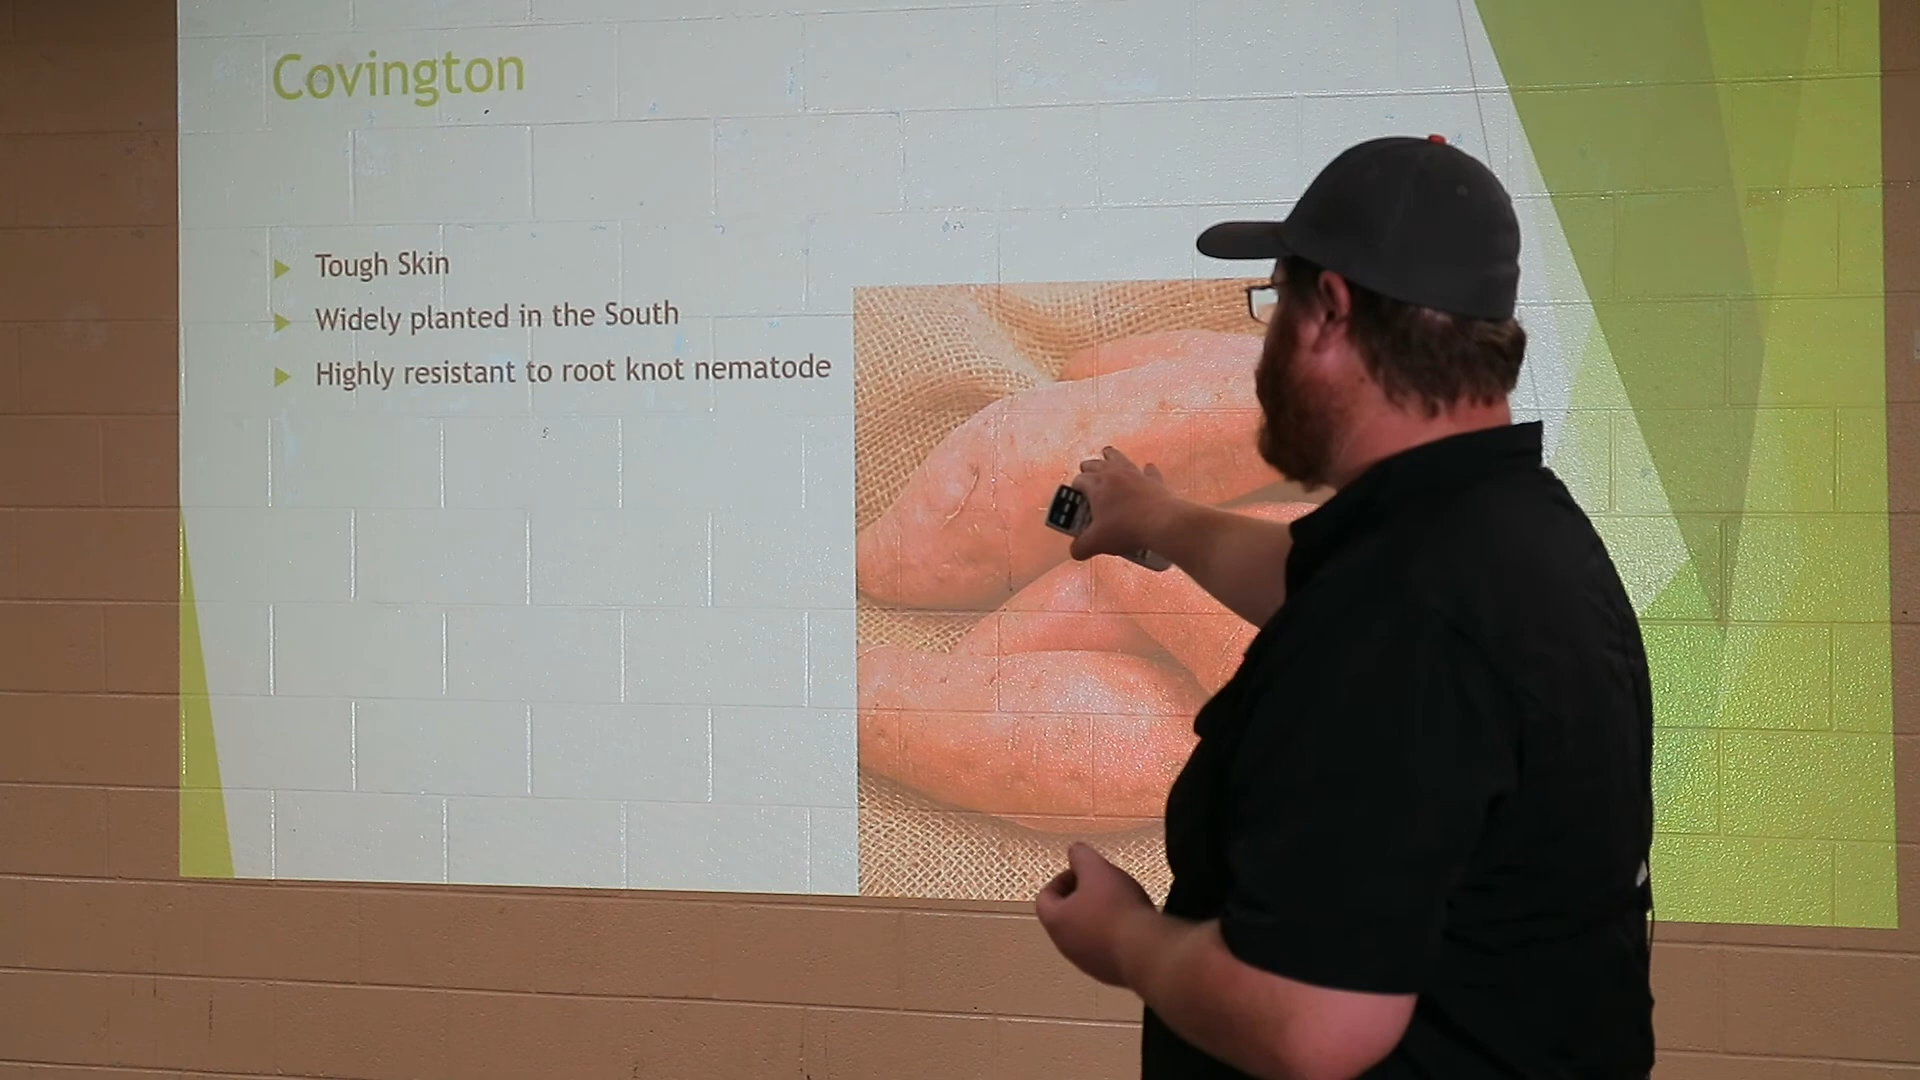 Covington
Tough Skin
Widely planted in the South
Highly resistant to root knot nematode